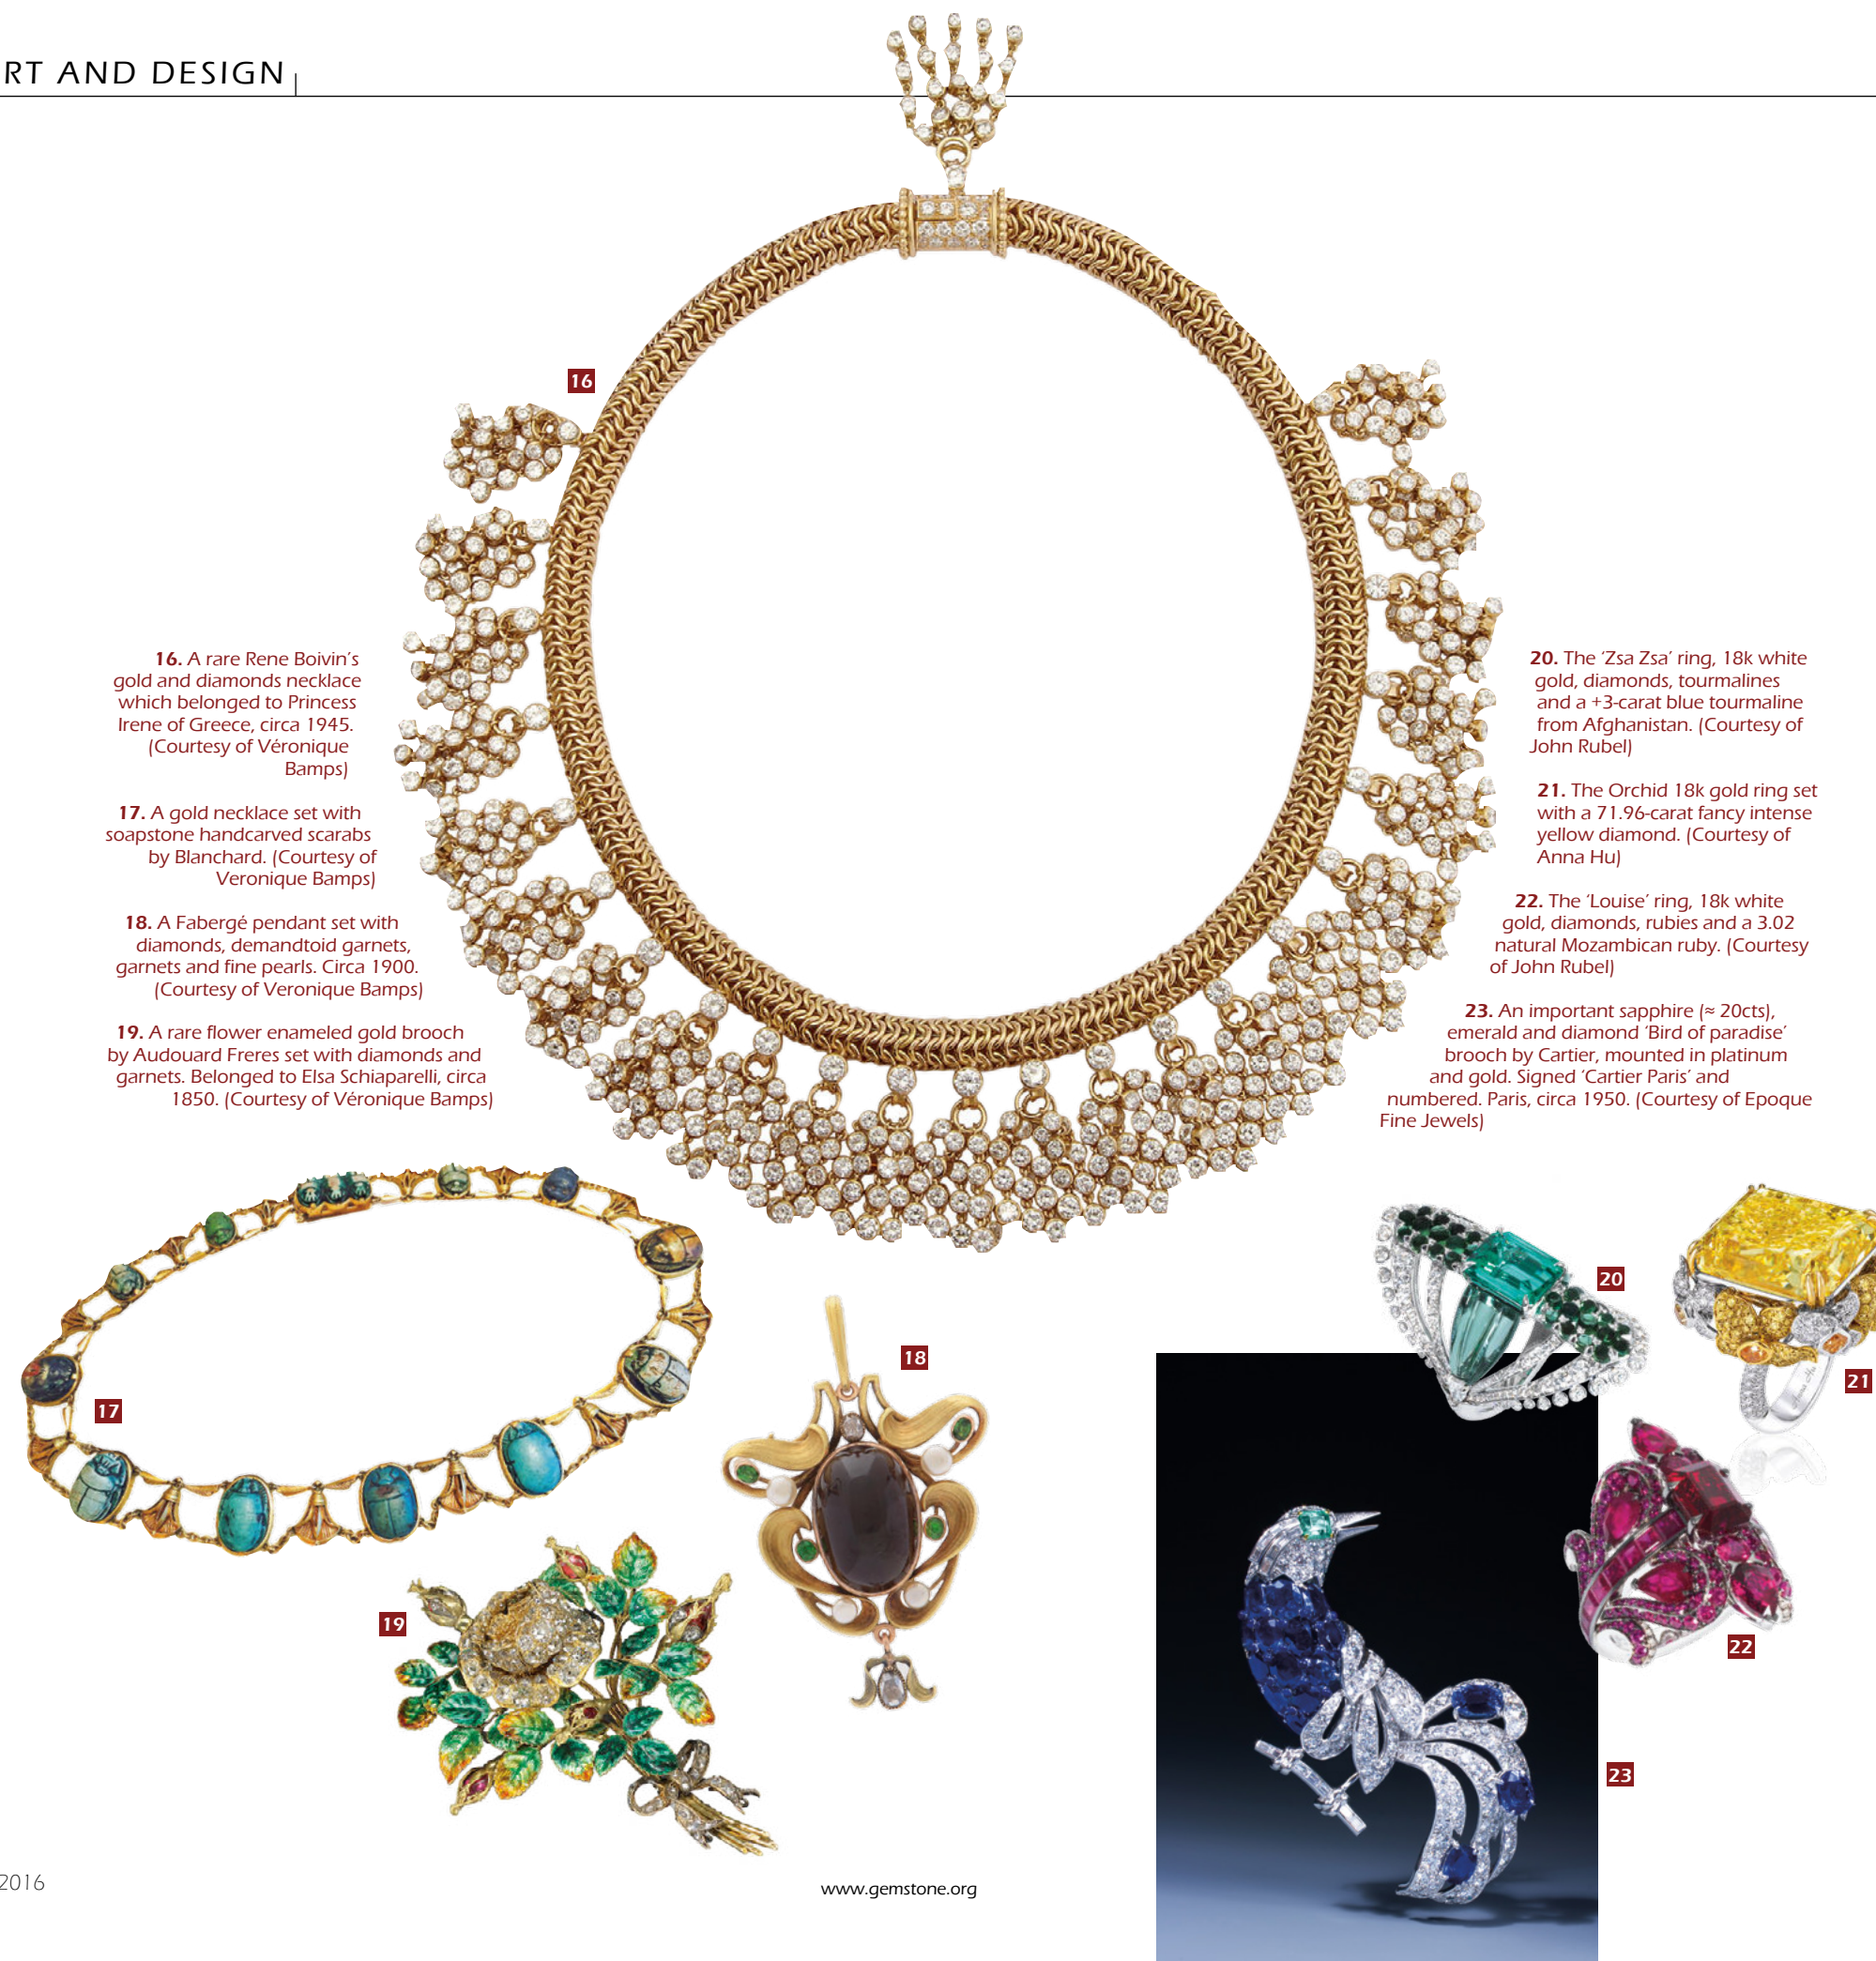 RT AND DESIGN
16
16. A rare Rene Boivin's
gold and diamonds necklace
which belonged to Princess
Irene of Greece, circa 1945.
(Courtesy of Véronique
Bamps)
17. A gold necklace set with
soapstone handcarved scarabs
by Blanchard. (Courtesy of
Veronique Bamps)
18. A Fabergé pendant set with
diamonds, demandtoid garnets,
garnets and fine pearls. Circa 1900.
(Courtesy of Veronique Bamps)
19. A rare flower enameled gold brooch
by Audouard Freres set with diamonds and
garnets. Belonged to Elsa Schiaparelli, circa
1850. (Courtesy of Véronique Bamps)
20. The ‘Zsa Zsa’ ring, 18k white
gold, diamonds, tourmalines
and a +3-carat blue tourmaline
from Afghanistan. (Courtesy of
John Rubel)
21. The Orchid 18k gold ring set
with a 71.96-carat fancy intense
yellow diamond. (Courtesy of
Anna Hu)
22. The ‘Louise’ ring, 18k white
gold, diamonds, rubies and a 3.02
natural Mozambican ruby. (Courtesy
of John Rubel)
23. An important sapphire (≈ 20cts),
emerald and diamond ‘Bird of paradise’
brooch by Cartier, mounted in platinum
and gold. Signed ‘Cartier Paris’ and
numbered. Paris, circa 1950. (Courtesy of Epoque
Fine Jewels)
20
18
21
17
19
22
23
2016
www.gemstone.org